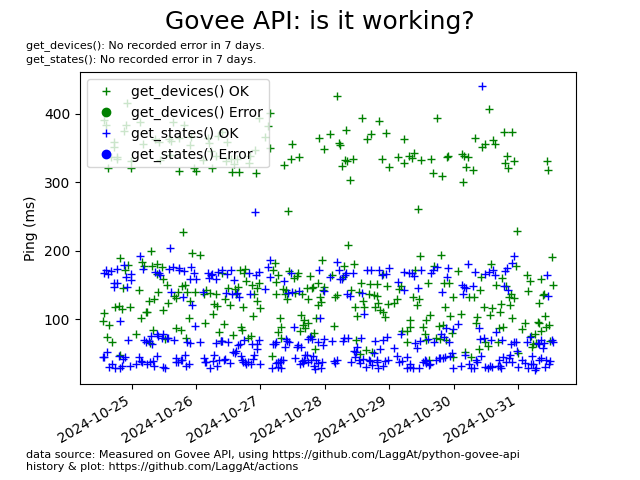 Govee API: is it working?
get_devices(): No recorded error in 7 days.
get_states(): No recorded error in 7 days.
get_devices() OK
get_devices() Error
get_states() OK
get_states() Error
Ping (ms)
400
300
200
100
2024-10-25
2024-10-26
2024-10-27
2024-10-28
2024-10-29
2024-10-30
2024-10-31
data source: Measured on Govee API, using https://github.com/LaggAt/python-govee-api
history & plot: https://github.com/LaggAt/actions